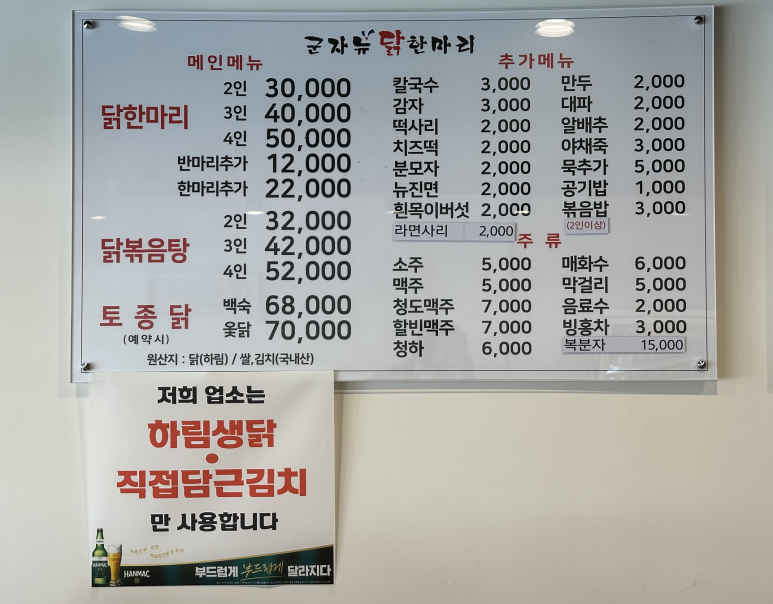 군자뉴 닭한마리
메인메뉴
닭한마리
2인 30,000
3인 40,000
4인 50,000
반마리추가 12,000
한마리추가 22,000
닭볶음탕
2인 32,000
3인 42,000
4인 52,000
토종닭
(예약시)
백숙 68,000
옻닭 70,000
원산지 : 닭(하림) / 쌀,김치(국내산)
추가메뉴
칼국수 3,000
감자 3,000
떡사리 2,000
치즈떡 2,000
분모자 2,000
뉴진면 2,000
흰목이버섯 2,000
라면사리 2,000
만두 2,000
대파 2,000
알배추 2,000
야채죽 3,000
묵추가 5,000
공기밥 1,000
볶음밥 3,000
(2인이상)
주 류
소주 5,000
맥주 5,000
청도맥주 7,000
할빈맥주 7,000
청하 6,000
매화수 6,000
막걸리 5,000
음료수 2,000
빙홍차 3,000
복분자 15,000
저희 업소는
하림생닭
•
직접담근김치
만 사용합니다
HANMAC
HANMAC
부드럽게 부드럽게 달라지다